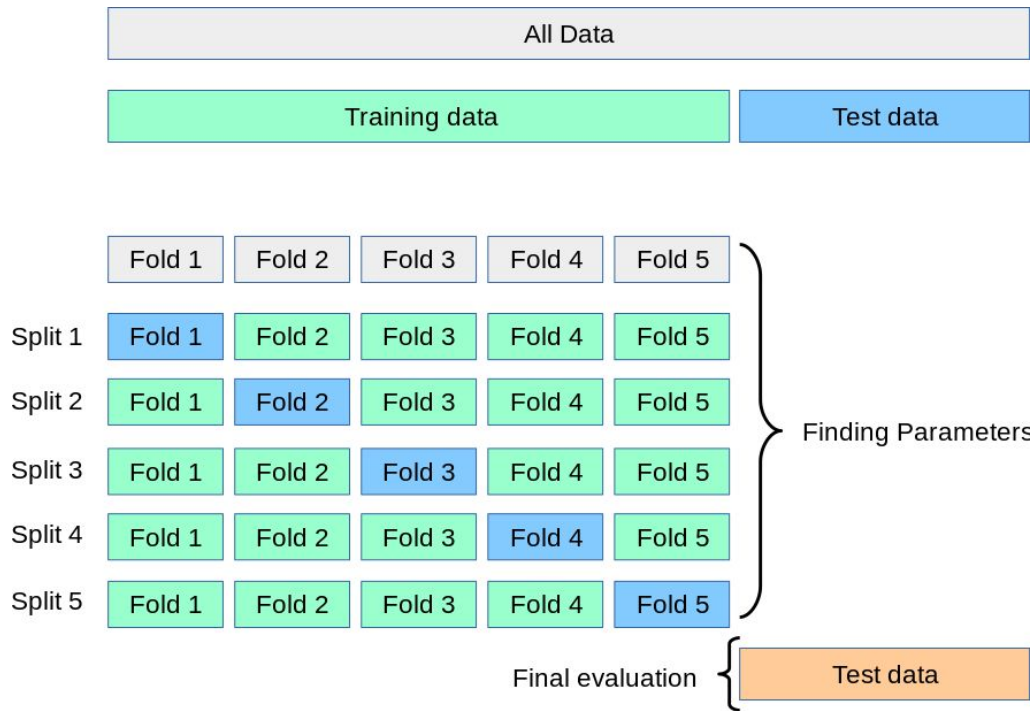 All Data
Training data Test data
Fold 1 Fold 2 Fold 3 Fold 4 Fold 5
Split 1 Fold 1 Fold 2 Fold 3 Fold 4 Fold 5
Split 2 Fold 1 Fold 2 Fold 3 Fold 4 Fold 5
Finding Parameters
Split 3 Fold 1 Fold 2 Fold 3 Fold 4 Fold 5
Split 4 Fold 1 Fold 2 Fold 3 Fold 4 Fold 5
Split 5 Fold 1 Fold 2 Fold 3 Fold 4 Fold 5
Final evaluation Test data